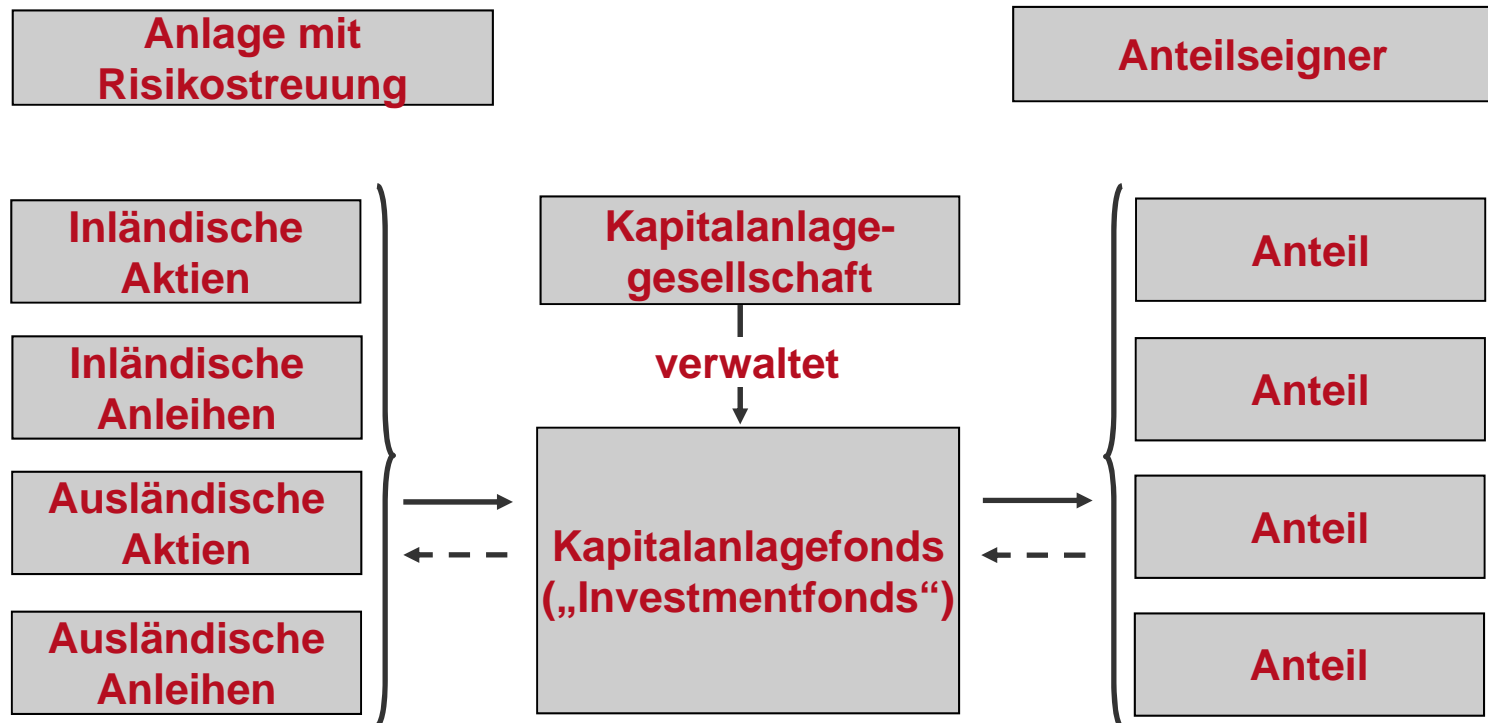 Anlage mit
Risikostreuung
Anteilseigner
Inländische
Aktien
Inländische
Anleihen
Ausländische
Aktien
Ausländische
Anleihen
Kapitalanlage-
gesellschaft
verwaltet
Kapitalanlagefonds
(„Investmentfonds“)
Anteil
Anteil
Anteil
Anteil